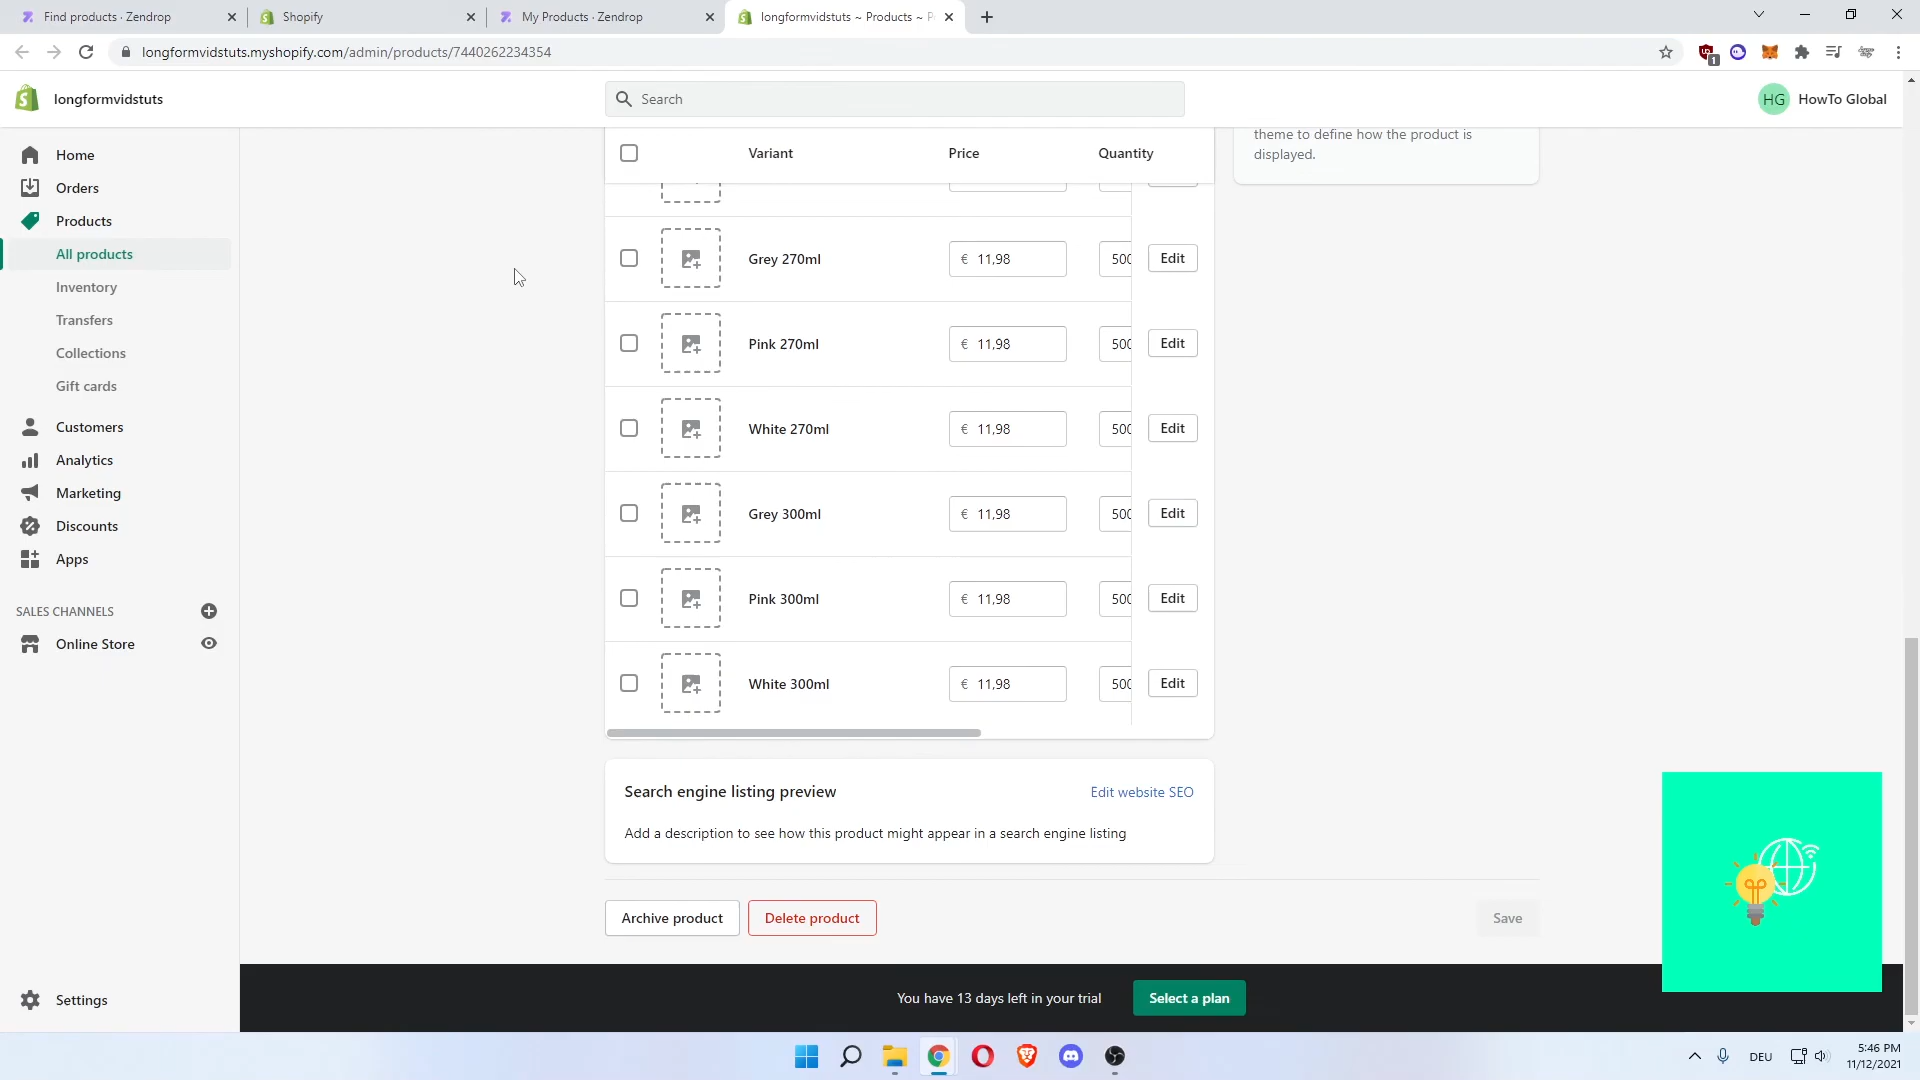 Find products · Zendrop
Shopify
My Products · Zendrop
longformvidstuts ~ Products ~ P
longformvidstuts.myshopify.com/admin/products/7440262234354
1
longformvidstuts
Search
HG
HowTo Global
Home
Orders
Products
All products
Inventory
Transfers
Collections
Gift cards
Customers
Analytics
Marketing
Discounts
Apps
SALES CHANNELS
Online Store
Settings
Variant Price Quantity
Grey 270ml € 11,98 500 Edit
Pink 270ml € 11,98 500 Edit
White 270ml € 11,98 500 Edit
Grey 300ml € 11,98 500 Edit
Pink 300ml € 11,98 500 Edit
White 300ml € 11,98 500 Edit
theme to define how the product is
displayed.
Search engine listing preview
Edit website SEO
Add a description to see how this product might appear in a search engine listing
Archive product
Delete product
Save
You have 13 days left in your trial
Select a plan
DEU
5:46 PM
11/12/2021